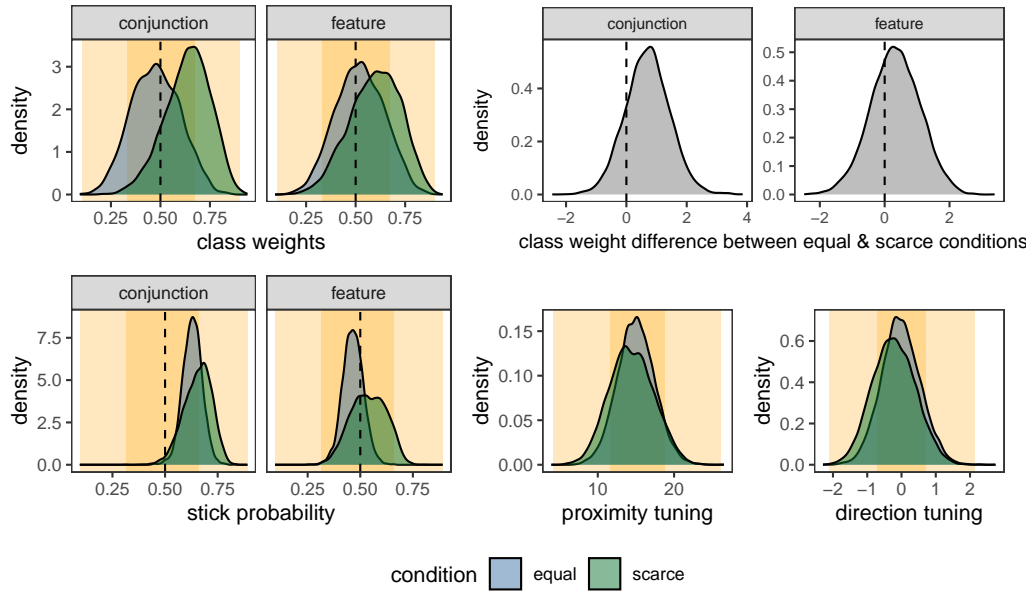 conjunction feature
3
2
1
0
density
0.25 0.50 0.75 0.25 0.50 0.75
class weights
conjunction feature
0.4
0.2
0.0
density
−2 0 2 4
0.5
0.4
0.3
0.2
0.1
0.0
density
−2 0 2
class weight difference between equal & scarce conditions
conjunction feature
7.5
5.0
2.5
0.0
density
0.25 0.50 0.75 0.25 0.50 0.75
stick probability
0.15
0.10
0.05
0.00
density
10 20
proximity tuning
0.6
0.4
0.2
0.0
density
−2 −1 0 1 2
direction tuning
condition equal scarce